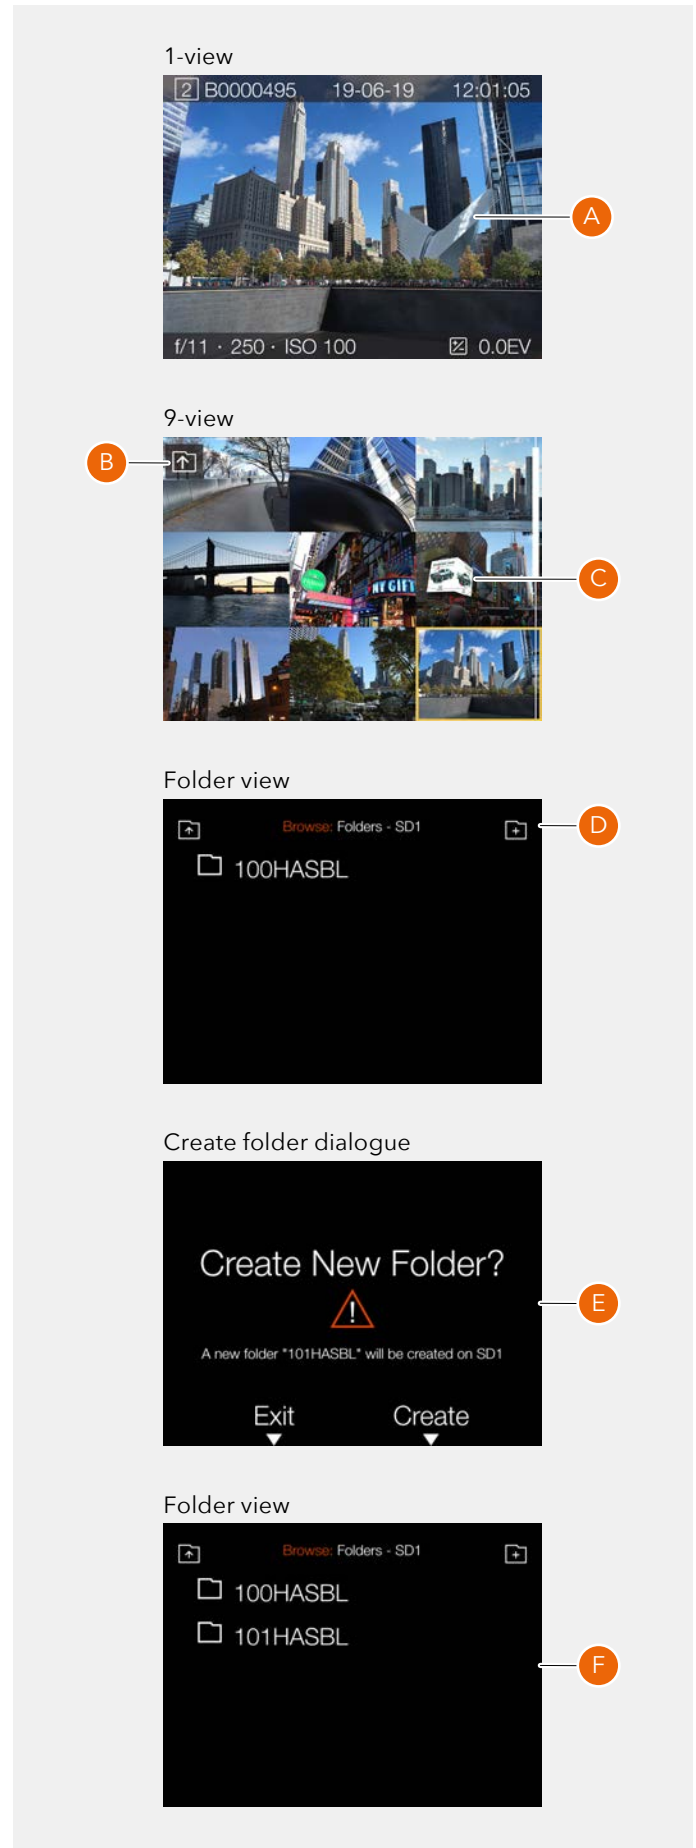 1-view
2 B0000495 19-06-19 12:01:05
A
f/11 · 250 · ISO 100 0.0EV
9-view
B
NY GIFT
C
Folder view
Browse: Folders - SD1
D
100HASBL
Create folder dialogue
Create New Folder?
!
E
A new folder "101HASBL" will be created on SD1
Exit Create
Folder view
Browse: Folders - SD1
100HASBL
101HASBL
F